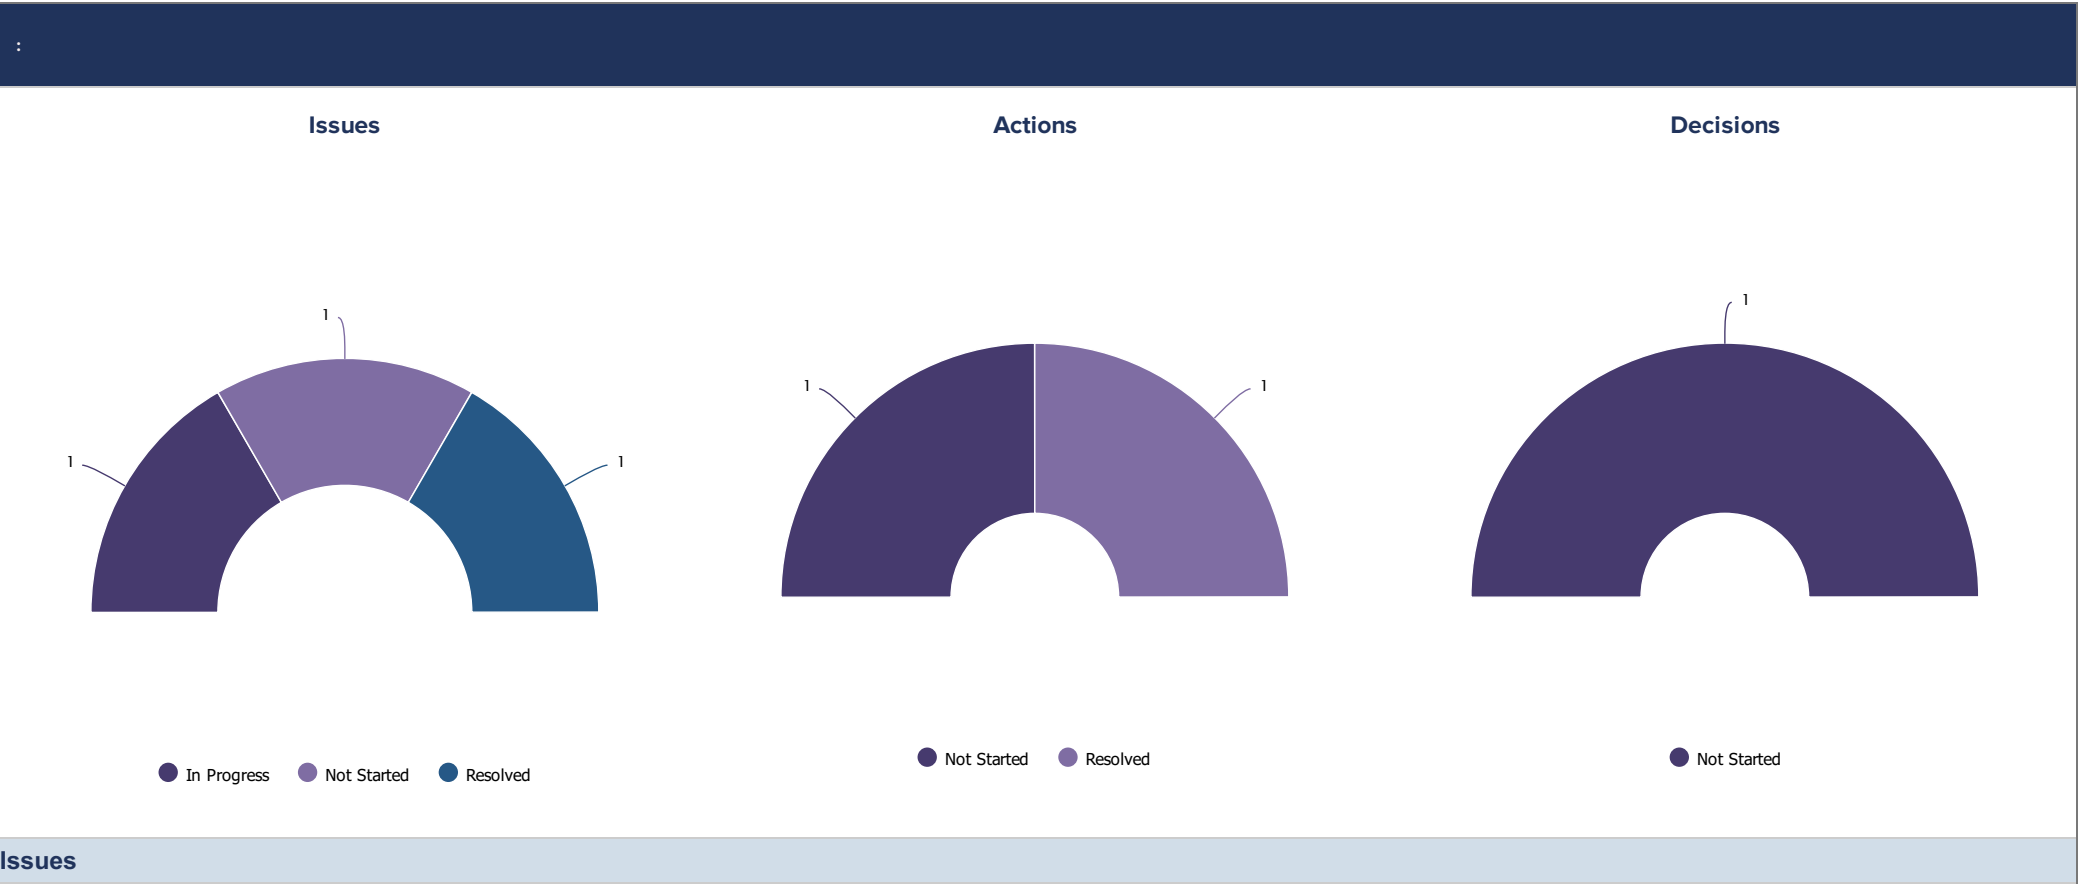 :
Issues Actions Decisions
1
1
1
1
1
1
In Progress Not Started Resolved
Not Started Resolved
Not Started
Issues